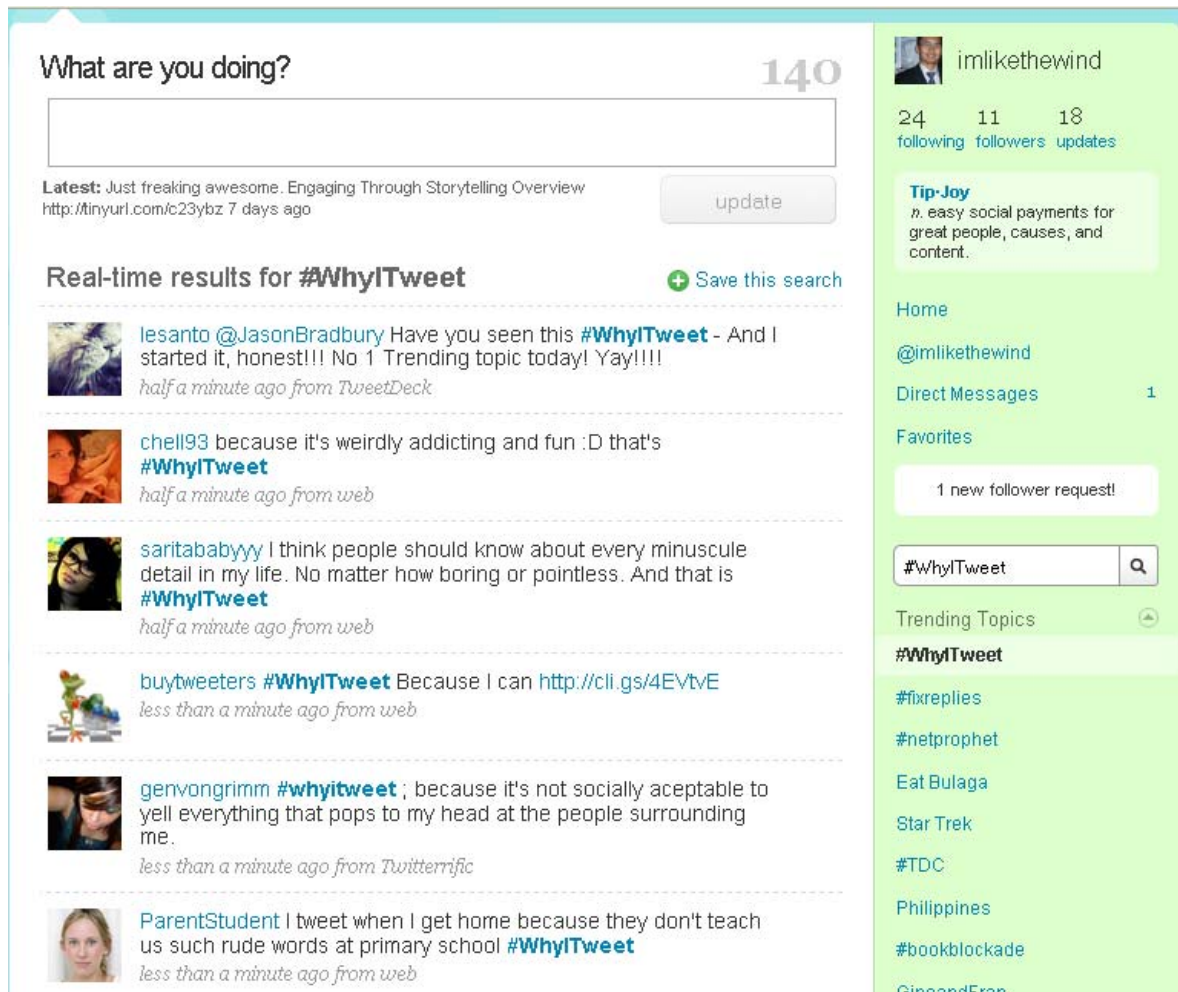 What are you doing?
140
Latest: Just freaking awesome. Engaging Through Storytelling Overview
http://tinyurl.com/c23ybz 7 days ago
update
Real-time results for #WhyITweet
Save this search
lesanto @JasonBradbury Have you seen this #WhyITweet - And I
started it, honest!!! No 1 Trending topic today! Yay!!!!
half a minute ago from TweetDeck
chell93 because it's weirdly addicting and fun :D that's
#WhyITweet
half a minute ago from web
saritababyyy I think people should know about every minuscule
detail in my life. No matter how boring or pointless. And that is
#WhyITweet
half a minute ago from web
buytweeters #WhyITweet Because I can http://cli.gs/4EVtvE
less than a minute ago from web
genvongrimm #whyitweet ; because it's not socially aceptable to
yell everything that pops to my head at the people surrounding
me.
less than a minute ago from Twitterrific
ParentStudent I tweet when I get home because they don't teach
us such rude words at primary school #WhyITweet
less than a minute ago from web
imlikethewind
24 11 18
following followers updates
Tip-Joy
n. easy social payments for
great people, causes, and
content.
Home
@imlikethewind
Direct Messages 1
Favorites
1 new follower request!
#WhyITweet
Trending Topics
#WhyITweet
#fixreplies
#netprophet
Eat Bulaga
Star Trek
#TDC
Philippines
#bookblockade